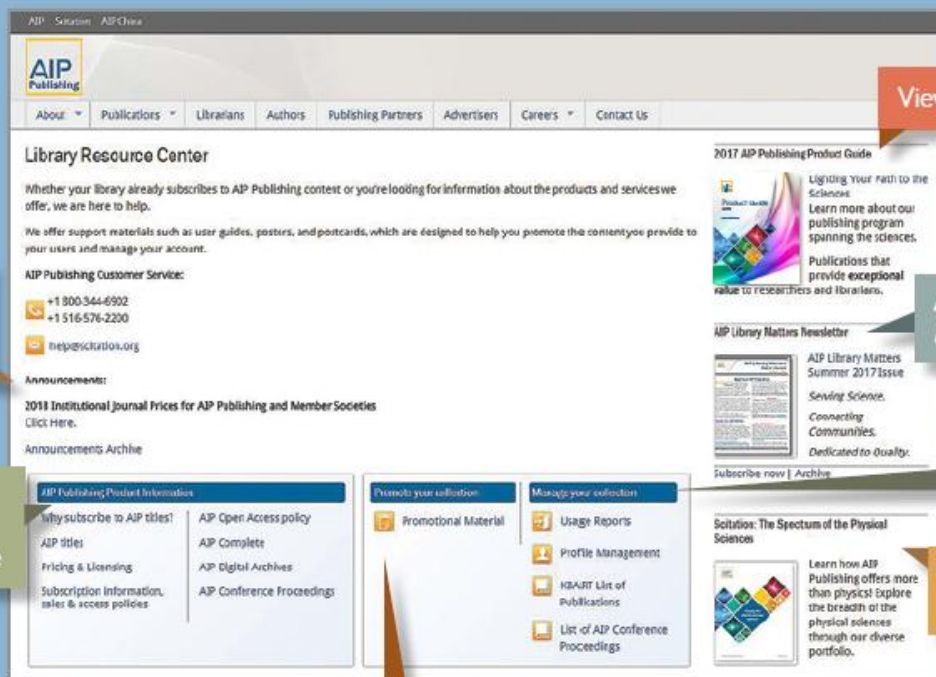 AIP Scitation AIP China
AIP
Publishing
About Publications Librarians Authors Publishing Partners Advertisers Careers Contact Us
View
Library Resource Center
Whether your library already subscribes to AIP Publishing content or you're looking for information about the products and services we
offer, we are here to help.
We offer support materials such as user guides, posters, and postcards, which are designed to help you promote the content you provide to
your users and manage your account.
AIP Publishing Customer Service:
+1 800-344-6902
+1 516-576-2200
help@scitation.org
Announcements:
2018 Institutional Journal Prices for AIP Publishing and Member Societies
Click Here.
Announcements Archive
AIP Publishing Product Information
Why subscribe to AIP titles?
AIP titles
Pricing & Licensing
Subscription information,
sales & access policies
AIP Open Access policy
AIP Complete
AIP Digital Archives
AIP Conference Proceedings
Promote your collection
Promotional Material
Manage your collection
Usage Reports
Profile Management
KBART List of
Publications
List of AIP Conference
Proceedings
2017 AIP Publishing Product Guide
Product Guide
Lighting Your Path to the
Sciences
Learn more about our
publishing program
spanning the sciences.
Publications that
provide exceptional
value to researchers and librarians.
AIP Library Matters Newsletter
AIP Library Matters
Summer 2017 Issue
Serving Science.
Connecting
Communities.
Dedicated to Quality.
Subscribe now | Archive
Scitation: The Spectrum of the Physical
Sciences
Learn how AIP
Publishing offers more
than physics! Explore
the breadth of the
physical sciences
through our diverse
portfolio.